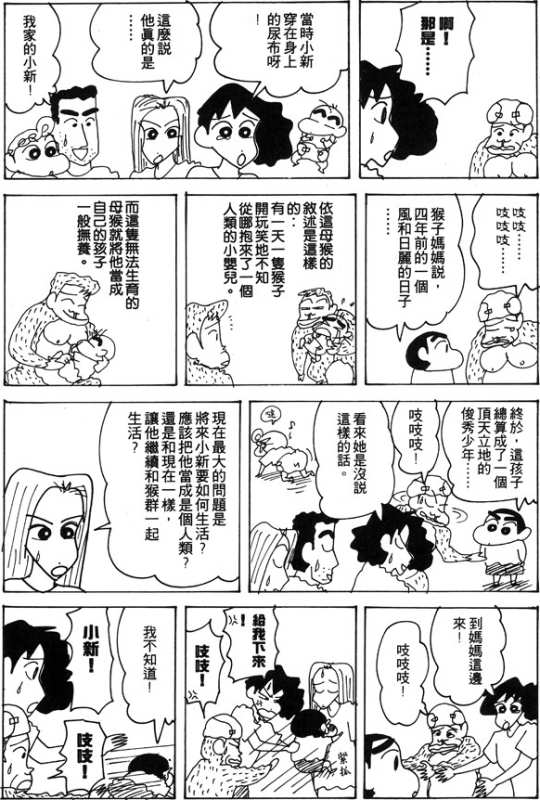 啊!
那是……
當時小新
穿在身上
的尿布呀
!
這麼說
他真的是
……
我家的小新!
吱吱……
吱吱吱……
猴子媽媽說,
四年前的一個
風和日麗的日子
……
依這母猴的
敘述是這樣
的:
有一天一隻猴子
開玩笑地不知
從哪抱來了一個
人類的小嬰兒。
而這隻無法生育的
母猴就將他當成
自己的孩子
一般撫養。
終於,這孩子
總算成了一個
頂天立地的
俊秀少年……
吱吱吱!
看來她是沒說
這樣的話。
吱
現在最大的問題是
將來小新要如何生活?
應該把他當成是個人類?
還是和現在一樣,
讓他繼續和猴群一起
生活?
到媽媽這邊
來!
吱吱吱!
給我下來
!
吱吱!
緊抓
我不知道!
小新!
吱吱!